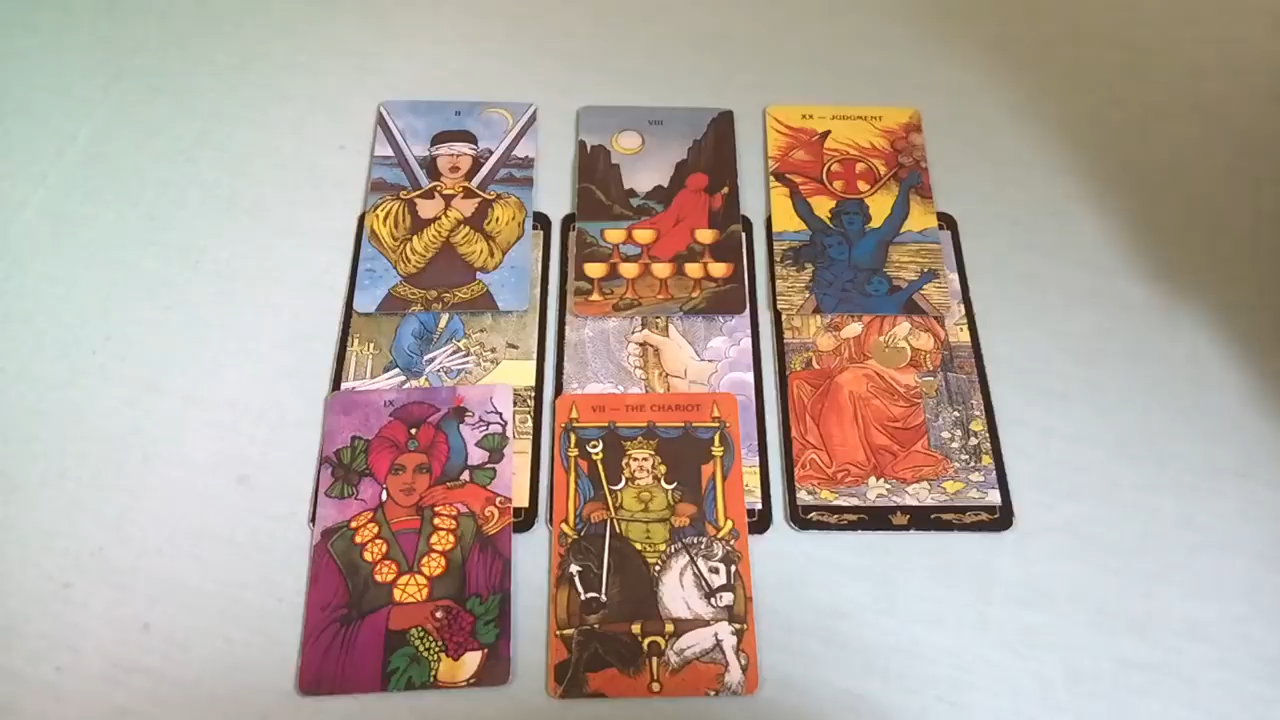 II
VIII
XX — JUDGMENT
IX
VII — THE CHARIOT